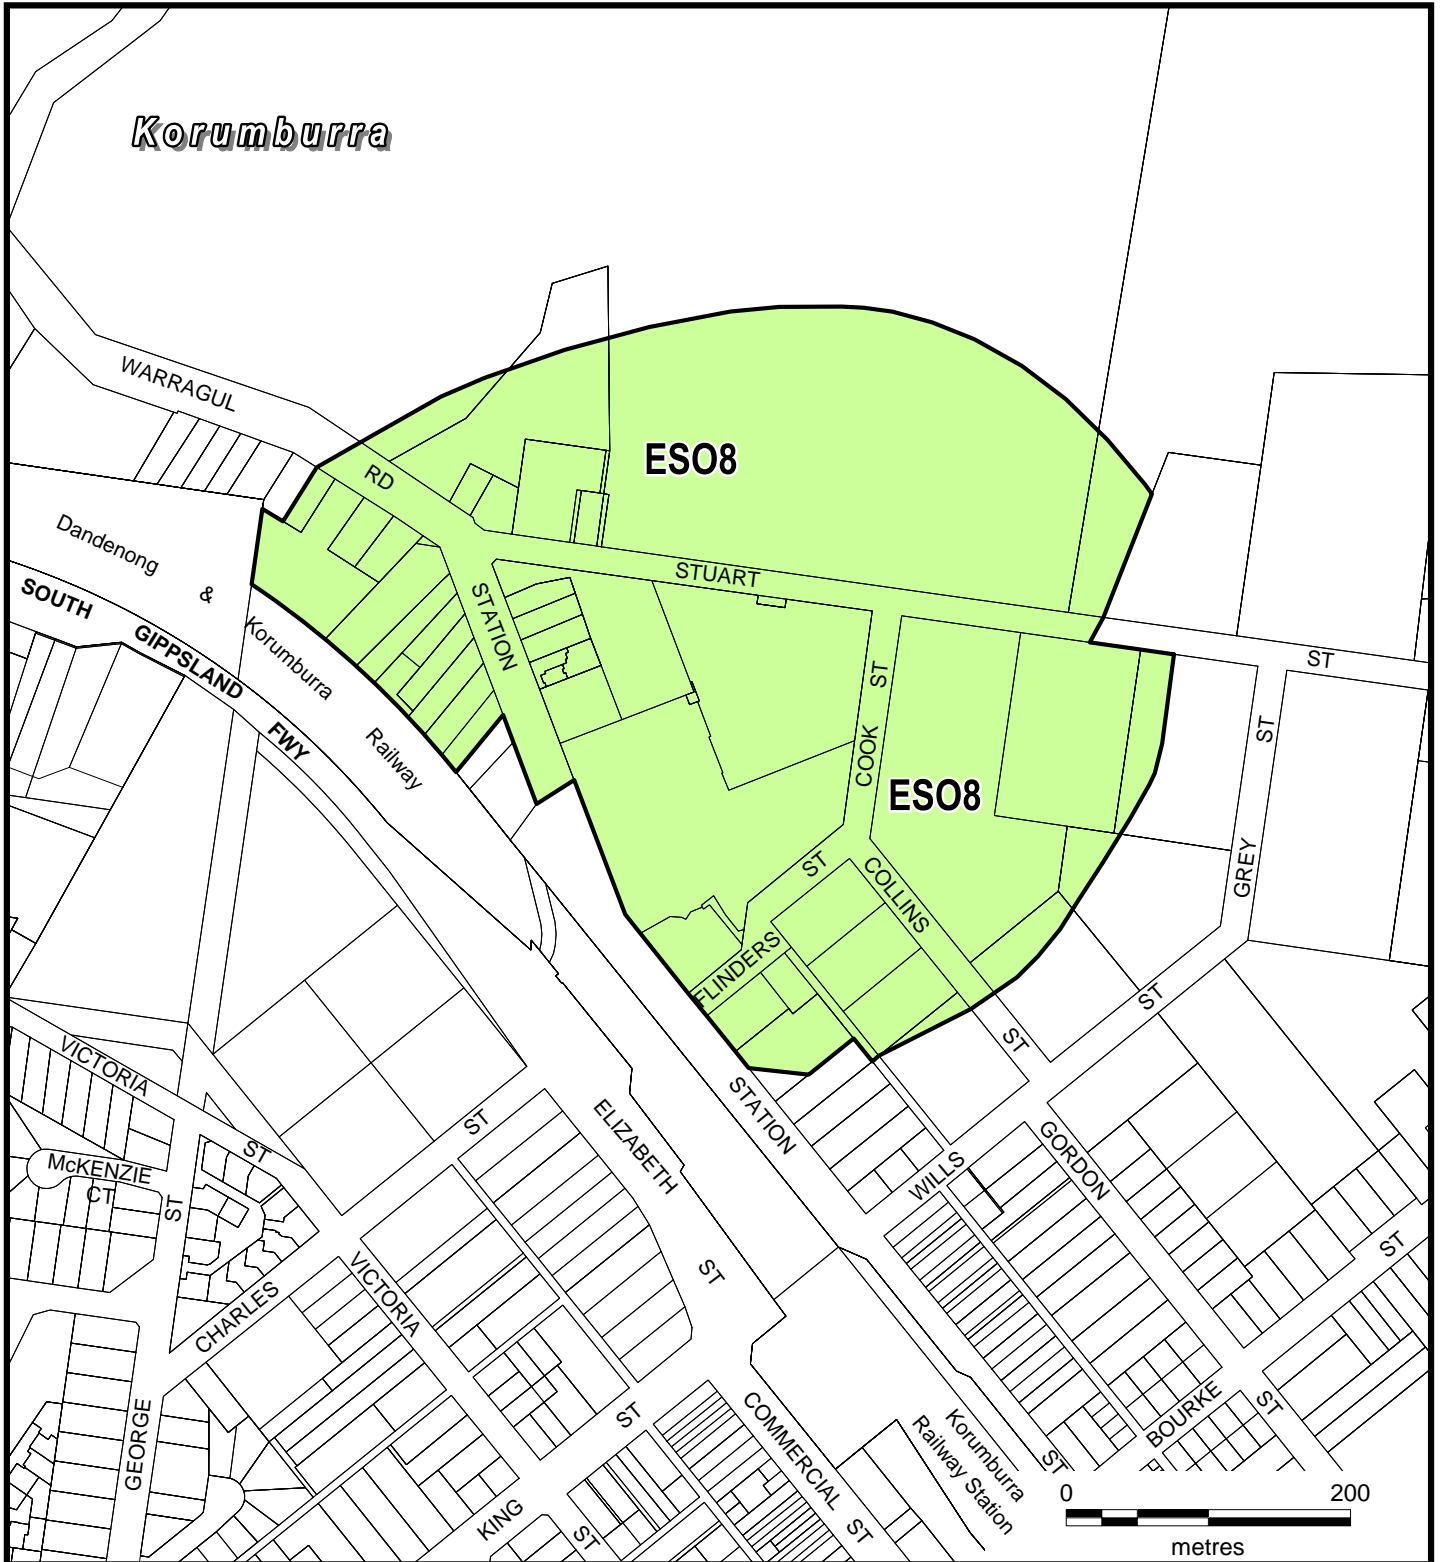 Korumburra
WARRAGUL
RD
ESO8
Dandenong
&
Korumburra
Railway
SOUTH
GIPPSLAND
FWY
STATION
STUART
ST
ST
COOK
ESO8
ST
GREY
ST
COLLINS
ST
FLINDERS
ST
VICTORIA
ST
McKENZIE
CT
ST
ST
ELIZABETH
ST
STATION
WILLS
GORDON
ST
CHARLES
VICTORIA
GEORGE
KING
ST
ST
COMMERCIAL
ST
Korumburra
Railway Station
ST
BOURKE
ST
0 200
metres